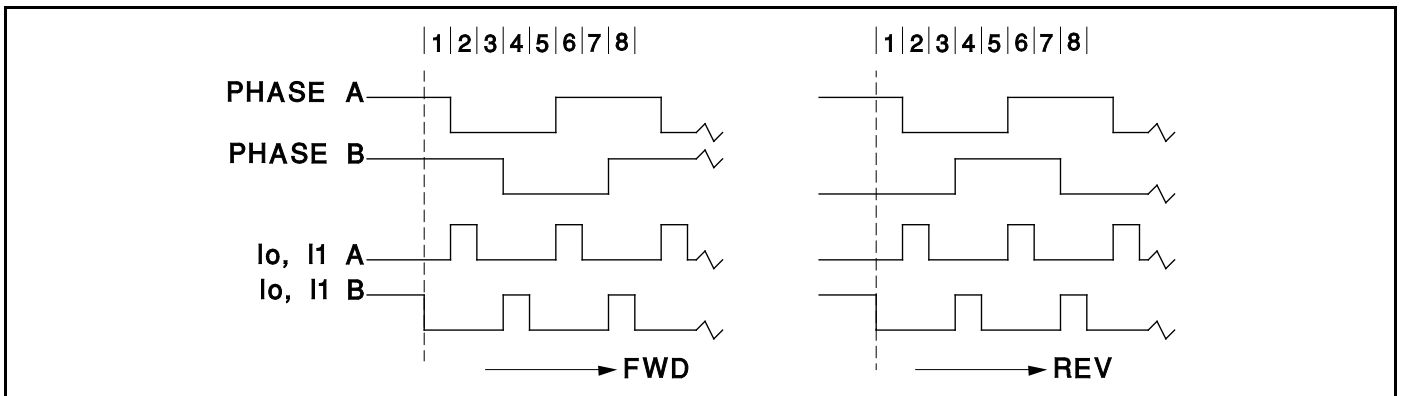 1 2 3 4 5 6 7 8
1 2 3 4 5 6 7 8
PHASE A
PHASE B
Io, I1 A
Io, I1 B
FWD
REV